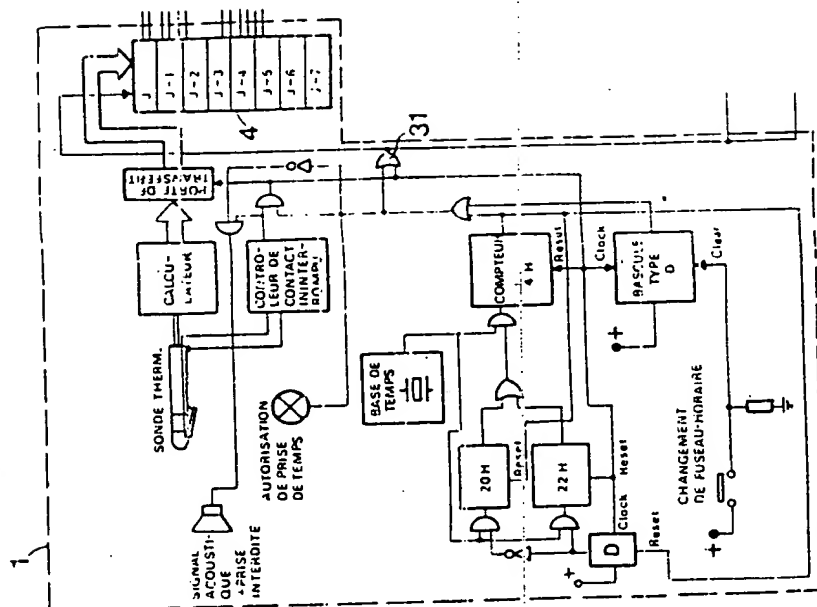 1
SIGNAL
ACOUSTI-
QUE
PRISE
INTERDITE
SONDE THERM.
AUTORISATION
DE PRISE
DE TEMPS
CALCU-
LATEUR
CONTRO-
LEUR DE
CONTACT
ININTER-
ROMPU
PORTE DE
TRANSFERT
J
J-1
J-2
J-3
J-4
J-5
J-6
J-7
4
31
BASE DE
TEMPS
20 H
Reset
22 H
Reset
D
Clock
Reset
+
COMPTEUR
4 H
Reset
Clock
BASCULE
TYPE
D
Clear
+
CHANGEMENT
DE FUSEAU-HORAIRE
+